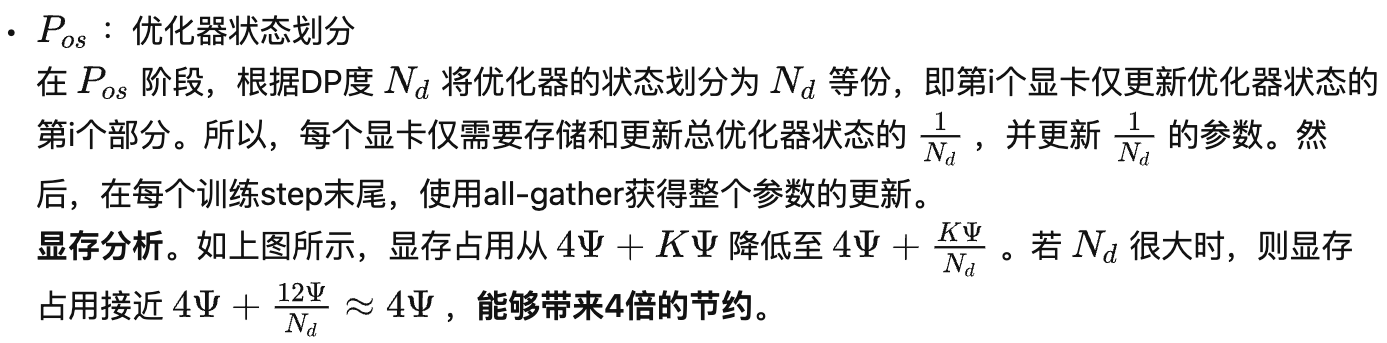 • $P_{os}$ ：优化器状态划分
在 $P_{os}$ 阶段，根据DP度 $N_d$ 将优化器的状态划分为 $N_d$ 等份，即第i个显卡仅更新优化器状态的
第i个部分。所以，每个显卡仅需要存储和更新总优化器状态的 $\frac{1}{N_d}$ ，并更新 $\frac{1}{N_d}$ 的参数。然
后，在每个训练step末尾，使用all-gather获得整个参数的更新。
显存分析。如上图所示，显存占用从 $4\Psi + K\Psi$ 降低至 $4\Psi + \frac{K\Psi}{N_d}$ 。若 $N_d$ 很大时，则显存
占用接近 $4\Psi + \frac{12\Psi}{N_d} \approx 4\Psi$ ，能够带来4倍的节约。